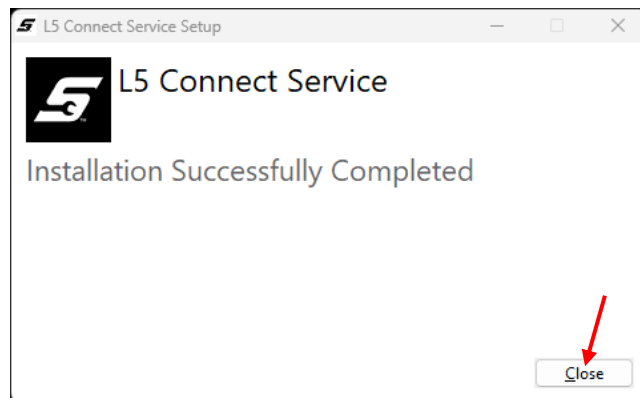 L5 Connect Service Setup
L5 Connect Service
Installation Successfully Completed
Close